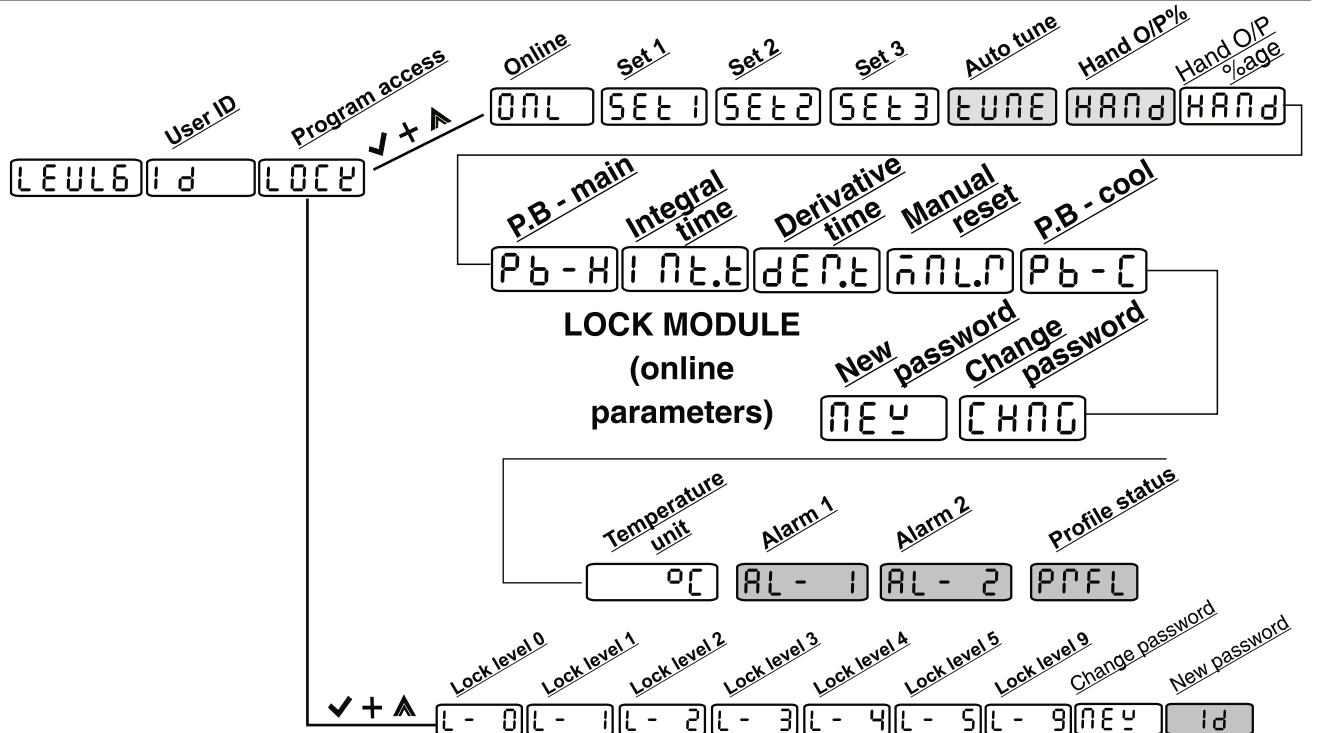 Online
Set 1
Set 2
Set 3
Auto tune
Hand O/P%
Hand O/P
%age
User ID
Program access
✓ + ⩓
ONL
SEt 1
SEt2
SEt 3
tUNE
HANd
HANd
LEVL6
Id
LOCK
P.B - main
Integral
time
Derivative
time
Manual
reset
P.B - cool
Pb - H
INt.t
dEr.t
MNL.r
Pb - C
LOCK MODULE
(online
parameters)
New
password
Change
password
NEW
CHNG
Temperature
unit
Alarm 1
Alarm 2
Profile status
°C
AL - 1
AL - 2
PrFL
Lock level 0
Lock level 1
Lock level 2
Lock level 3
Lock level 4
Lock level 5
Lock level 9
Change password
New password
✓ + ⩓
L - 0
L - 1
L - 2
L - 3
L - 4
L - 5
L - 9
NEW
Id